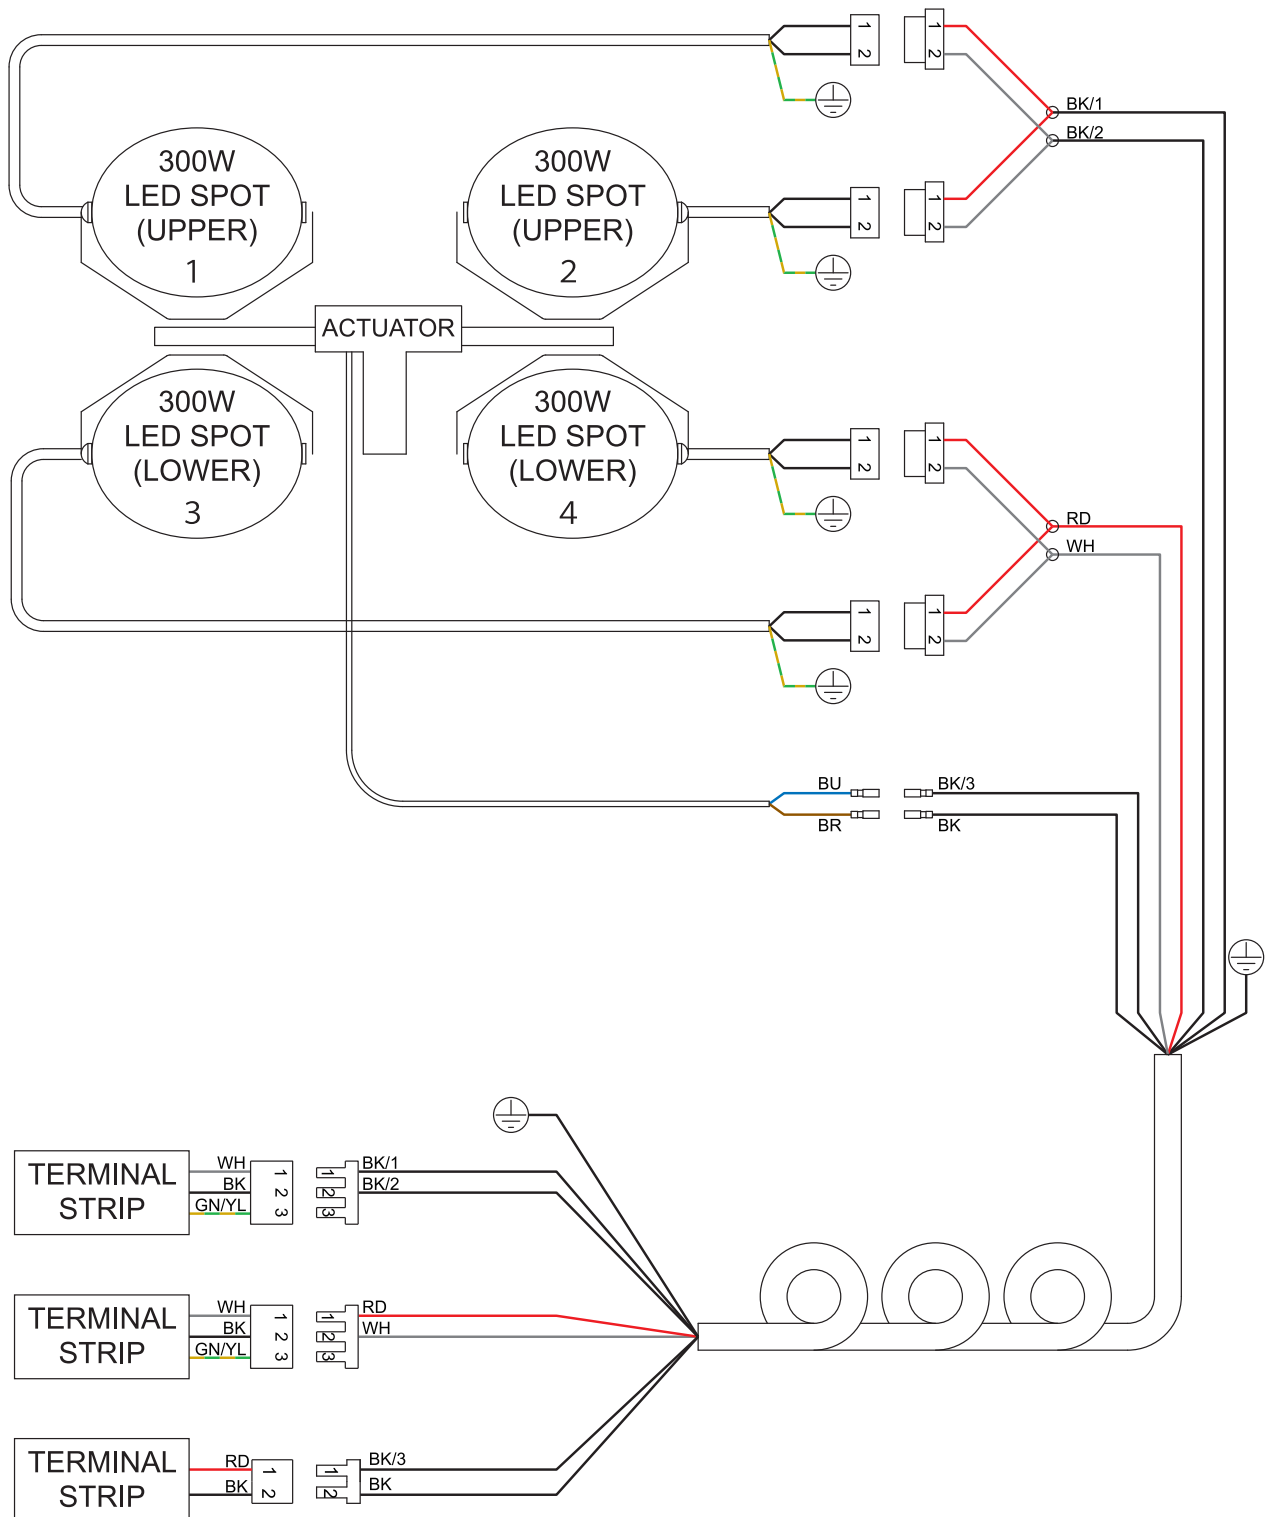 1
2
1
2
BK/1
BK/2
300W
LED SPOT
(UPPER)
1
300W
LED SPOT
(UPPER)
2
1
2
1
2
ACTUATOR
300W
LED SPOT
(LOWER)
3
300W
LED SPOT
(LOWER)
4
1
2
1
2
RD
WH
1
2
1
2
BU
BR
BK/3
BK
TERMINAL
STRIP
WH
BK
GN/YL
1
2
3
1
2
3
BK/1
BK/2
TERMINAL
STRIP
WH
BK
GN/YL
1
2
3
1
2
3
RD
WH
TERMINAL
STRIP
RD
BK
1
2
1
2
BK/3
BK